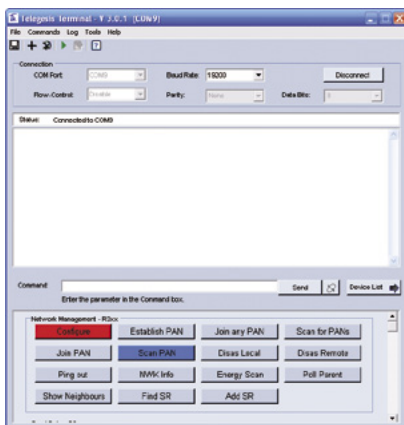 Telegesis Terminal - V 3.0.1 (COM9)
File Commands Log Tools Help
Connection
COM Port: COM9 Baud Rate: 19200 Disconnect
Flow-Control: Disable Parity: None Data Bits: 8
Status: Connected to COM9
Command Send Device List
Enter the parameter in the Command box.
Network Management - R3xx
Configure Establish PAN Join any PAN Scan for PANs
Join PAN Scan PAN Disas Local Disas Remote
Ping out NWK Info Energy Scan Poll Parent
Show Neighbours Find SR Add SR